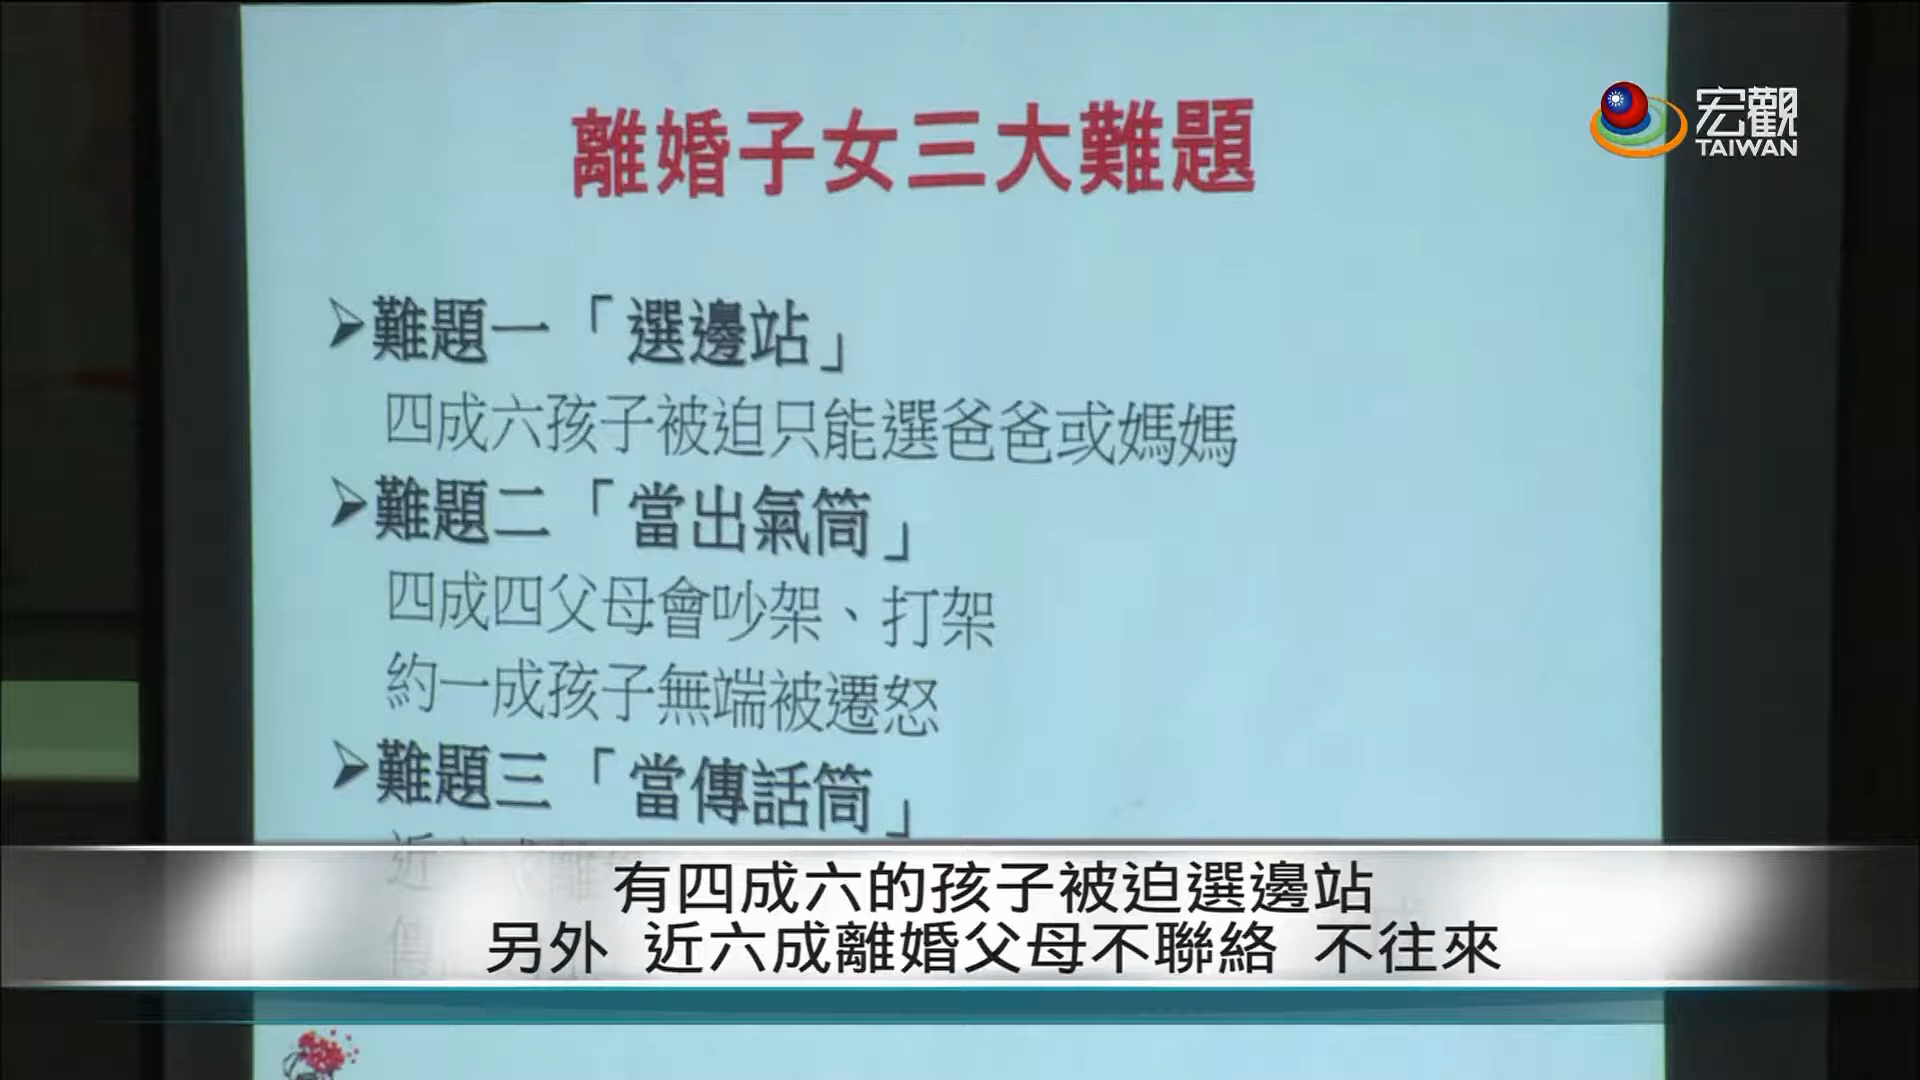 離婚子女三大難題
宏觀
TAIWAN
➢難題一「選邊站」
四成六孩子被迫只能選爸爸或媽媽
➢難題二「當出氣筒」
四成四父母會吵架、打架
約一成孩子無端被遷怒
➢難題三「當傳話筒」
近
傳
有四成六的孩子被迫選邊站
另外 近六成離婚父母不聯絡 不往來